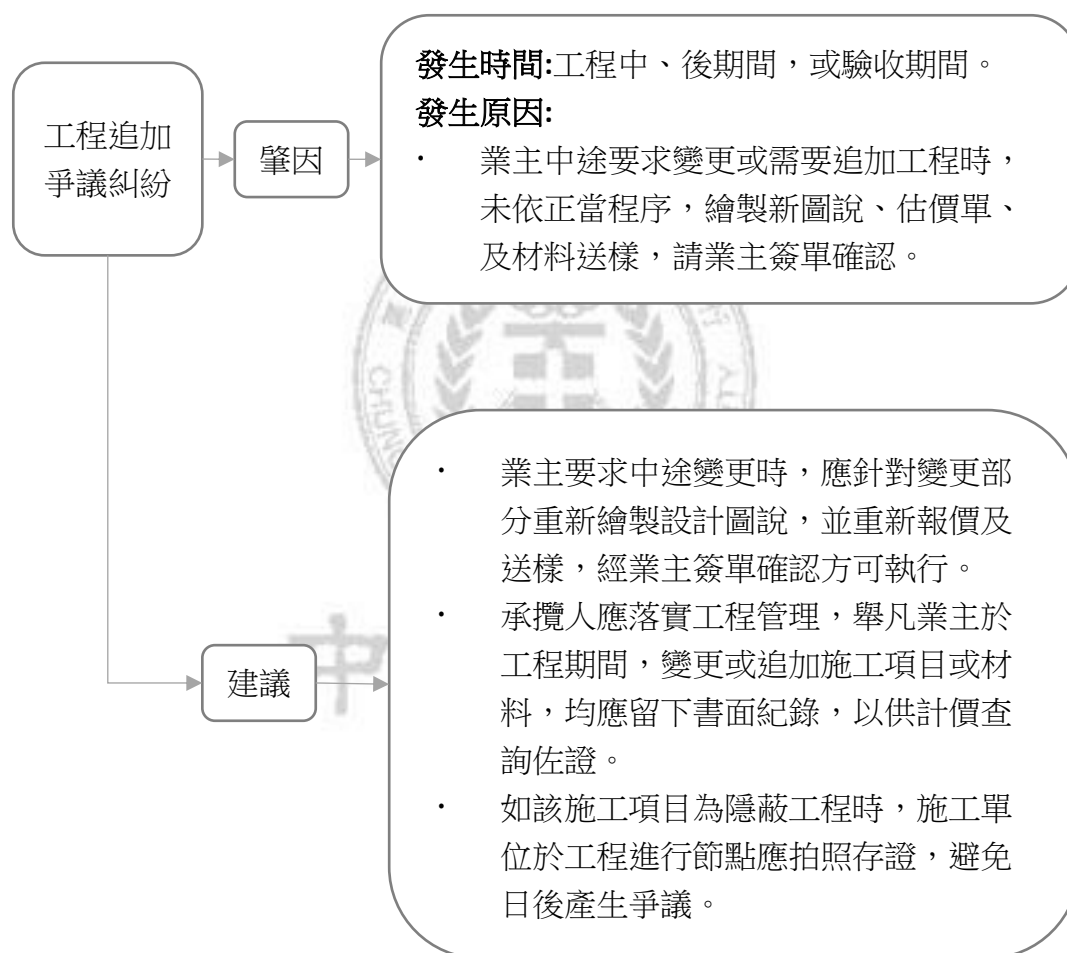 工程追加
爭議糾紛
肇因
發生時間:工程中、後期間，或驗收期間。
發生原因:
· 業主中途要求變更或需要追加工程時，
未依正當程序，繪製新圖說、估價單、
及材料送樣，請業主簽單確認。
建議
· 業主要求中途變更時，應針對變更部
分重新繪製設計圖說，並重新報價及
送樣，經業主簽單確認方可執行。
· 承攬人應落實工程管理，舉凡業主於
工程期間，變更或追加施工項目或材
料，均應留下書面紀錄，以供計價查
詢佐證。
· 如該施工項目為隱蔽工程時，施工單
位於工程進行節點應拍照存證，避免
日後產生爭議。
中
CHUNG